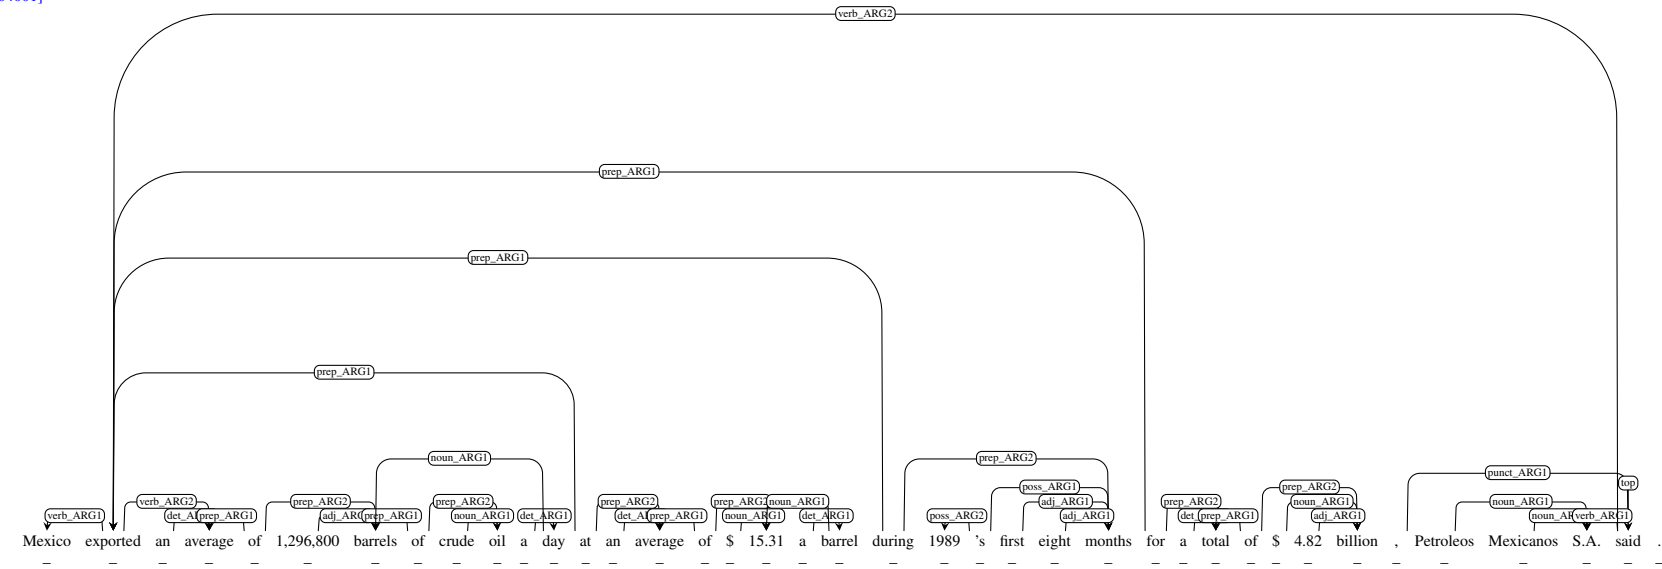 verb_ARG2
prep_ARG1
prep_ARG1
prep_ARG1
noun_ARG1 prep_ARG2 punct_ARG1
top
poss_ARG1
verb_ARG2 prep_ARG2 prep_ARG2 prep_ARG2 prep_ARG2 noun_ARG1 adj_ARG1 prep_ARG2 prep_ARG2 noun_ARG1 noun_ARG1
verb_ARG1 prep_ARG1 prep_ARG1 noun_ARG1 det_ARG1 prep_ARG1 noun_ARG1 det_ARG1 poss_ARG2 adj_ARG1 prep_ARG1 adj_ARG1 verb_ARG1
Mexico exported an average of 1,296,800 barrels of crude oil a day at an average of $ 15.31 a barrel during 1989 's first eight months for a total of $ 4.82 billion , Petroleos Mexicanos S.A. said .